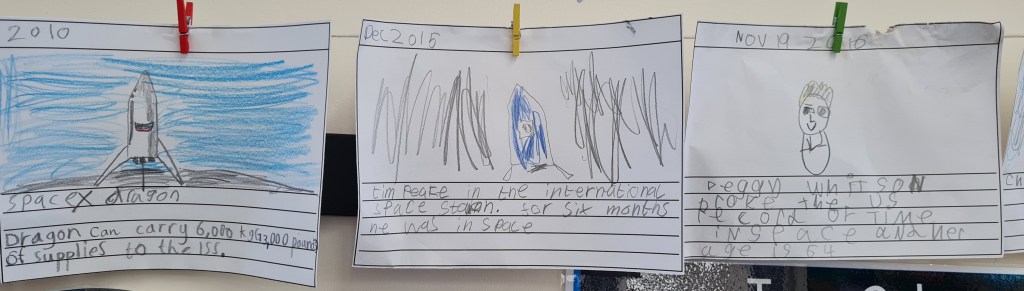 2010
spaceX dragon
Dragon can carry 6,000 kg (13,000 pound
of supplies to the ISS.
Dec 2015
tim Peake in the international
space for six months
he was in space
NOV 19 2016
Peggy whitson
broke the US
record of TIME
in space and her
age is 64